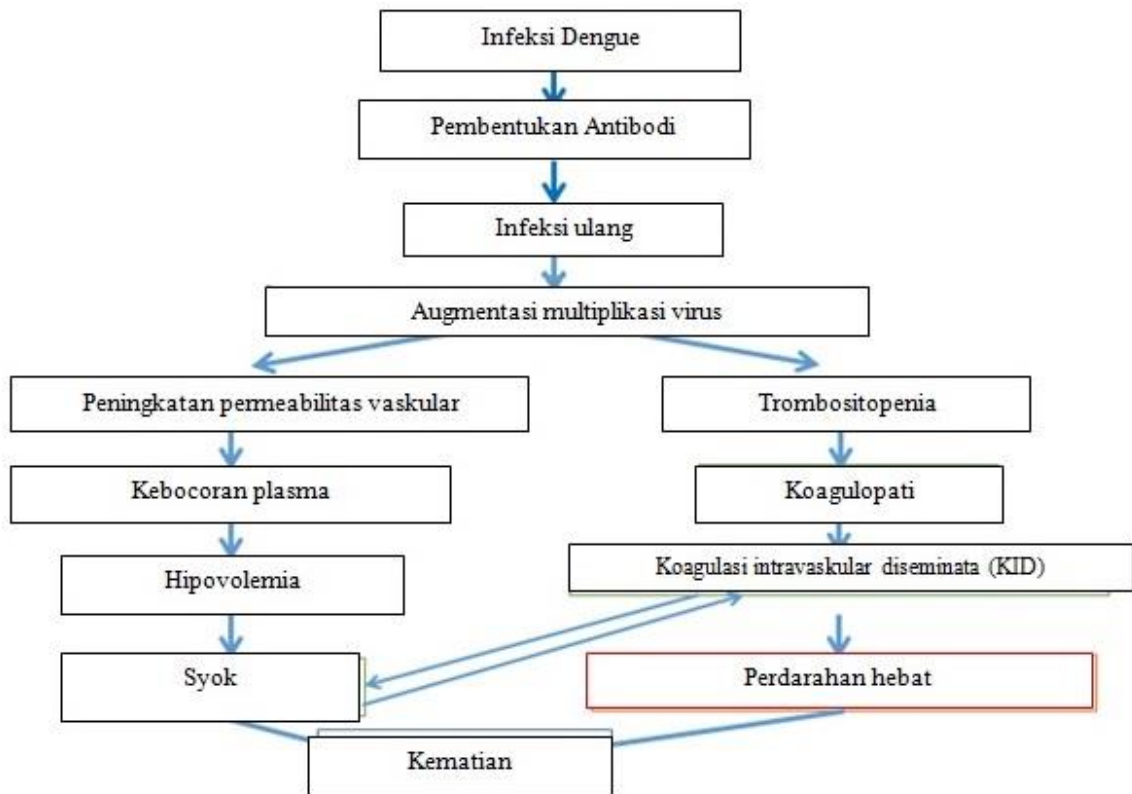 Infeksi Dengue
Pembentukan Antibodi
Infeksi ulang
Augmentasi multiplikasi virus
Peningkatan permeabilitas vaskular
Trombositopenia
Kebocoran plasma
Koagulopati
Hipovolemia
Koagulasi intravaskular diseminata (KID)
Syok
Perdarahan hebat
Kematian